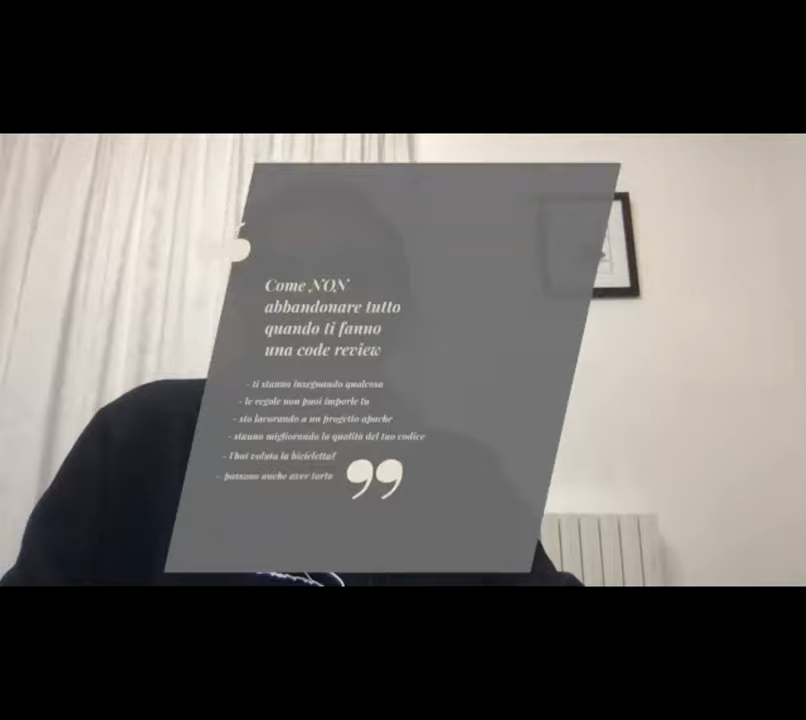 Come NON
abbandonare tutto
quando ti fanno
una code review
- ti stanno insegnando qualcosa
- le regole non puoi imporle tu
- sto lavorando a un progetto apache
- stanno migliorando la qualità del tuo codice
- l'hai voluta la bicicletta?
- possono anche aver torto
”